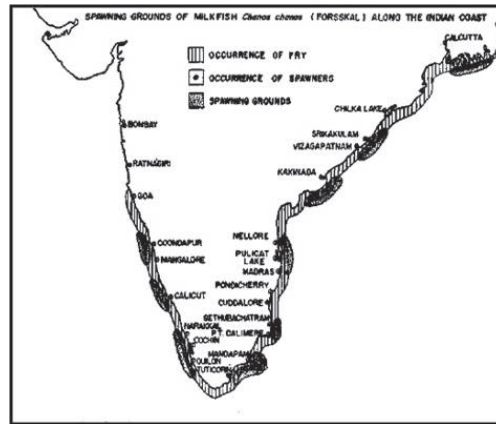 SPAWNING GROUNDS OF MILKFISH Chanos chanos (FORSSKAL) ALONG THE INDIAN COAST
CALCUTTA
OCCURRENCE OF FRY
OCCURRENCE OF SPAWNERS
SPAWNING GROUNDS
CHILKA LAKE
BOMBAY
SRIKAKULAM
VIZAGAPATNAM
RATNAGIRI
KAKINADA
GOA
COONDAPUR
NELLORE
MANGALORE
PULICAT
LAKE
MADRAS
CALICUT
PONDICHERRY
CUDDALORE
SETHUBACHATRAM
NARAKKAL
PT. CALIMERE
COCHIN
MANDAPAM
QUILON
TUTICORIN